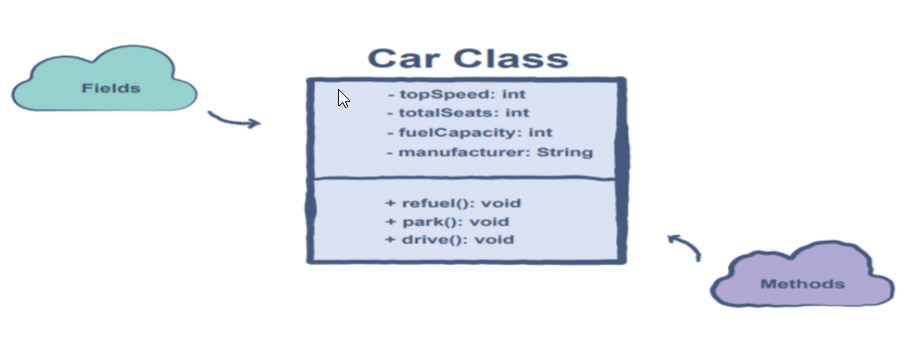 Car Class
Fields
- topSpeed: int
- totalSeats: int
- fuelCapacity: int
- manufacturer: String
+ refuel(): void
+ park(): void
+ drive(): void
Methods